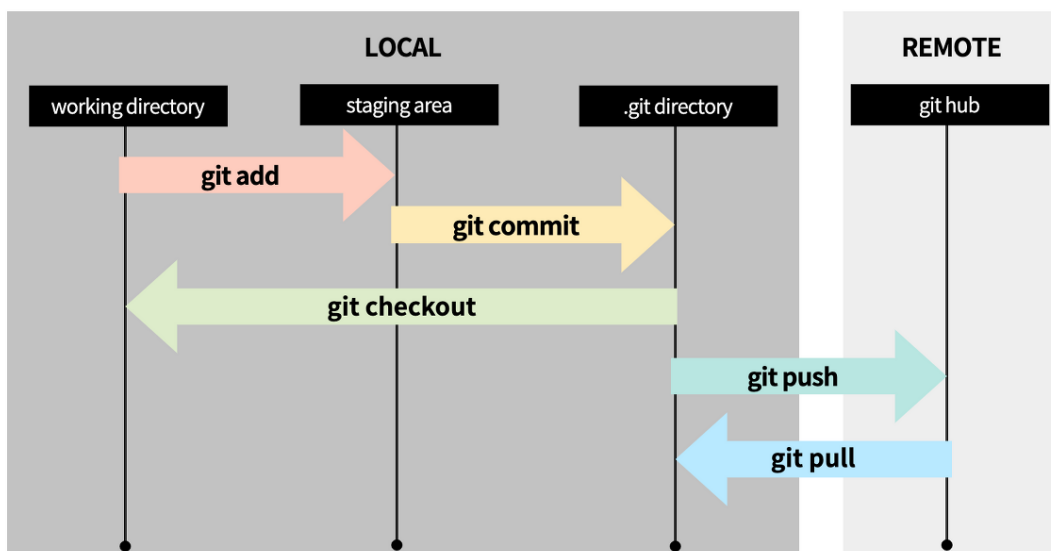 LOCAL
REMOTE
working directory
staging area
.git directory
git hub
git add
git commit
git checkout
git push
git pull